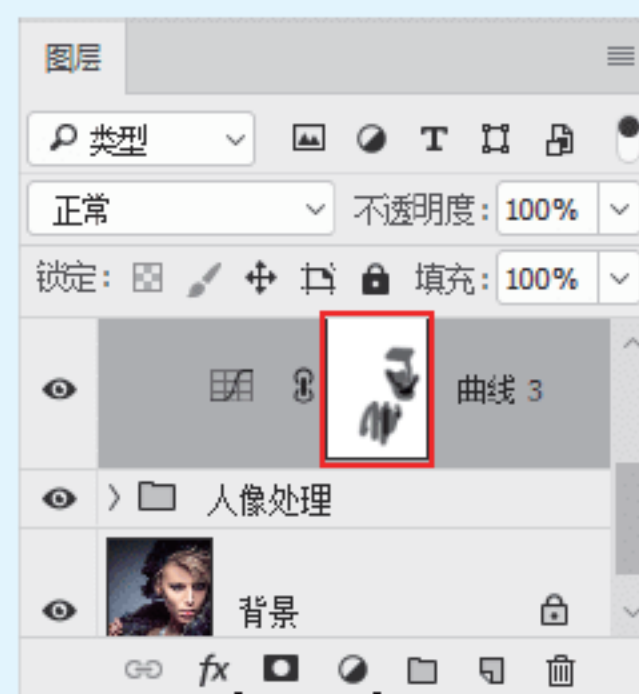 图层
类型 T
正常 不透明度: 100%
锁定: 填充: 100%
曲线 3
人像处理
背景
fx